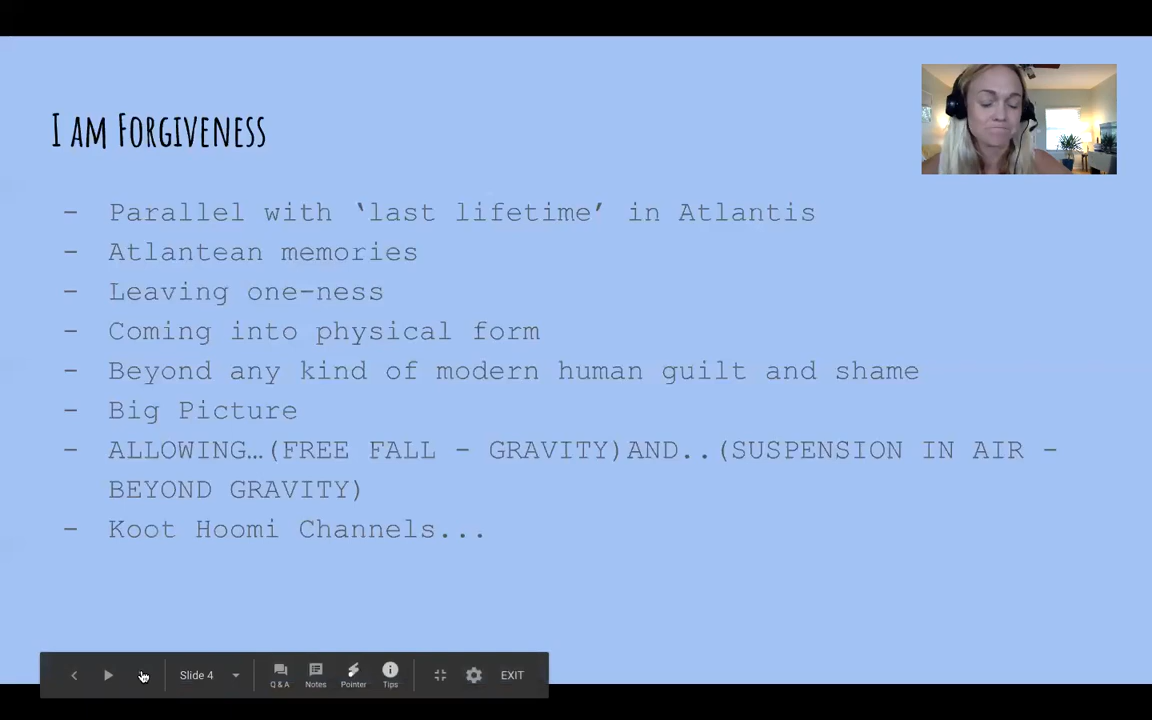 I am Forgiveness
- Parallel with ‘last lifetime’ in Atlantis
- Atlantean memories
- Leaving one-ness
- Coming into physical form
- Beyond any kind of modern human guilt and shame
- Big Picture
- ALLOWING…(FREE FALL - GRAVITY)AND..(SUSPENSION IN AIR -
BEYOND GRAVITY)
- Koot Hoomi Channels...
Slide 4
Q & A
Notes
Pointer
Tips
EXIT